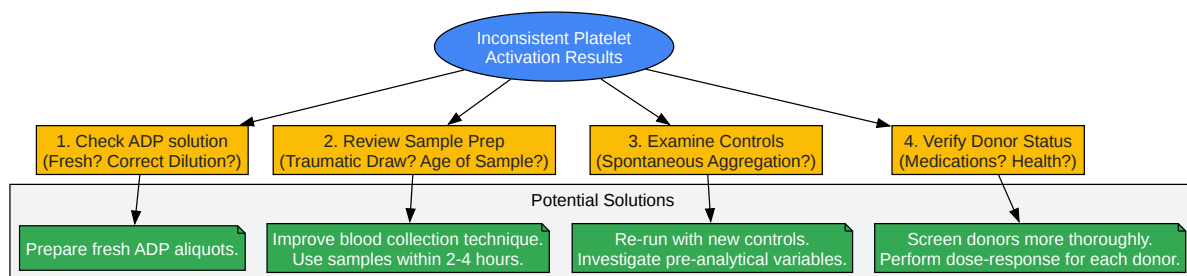 Inconsistent Platelet
Activation Results
1. Check ADP solution
(Fresh? Correct Dilution?)
2. Review Sample Prep
(Traumatic Draw? Age of Sample?)
3. Examine Controls
(Spontaneous Aggregation?)
4. Verify Donor Status
(Medications? Health?)
Potential Solutions
Prepare fresh ADP aliquots.
Improve blood collection technique.
Use samples within 2-4 hours.
Re-run with new controls.
Investigate pre-analytical variables.
Screen donors more thoroughly.
Perform dose-response for each donor.